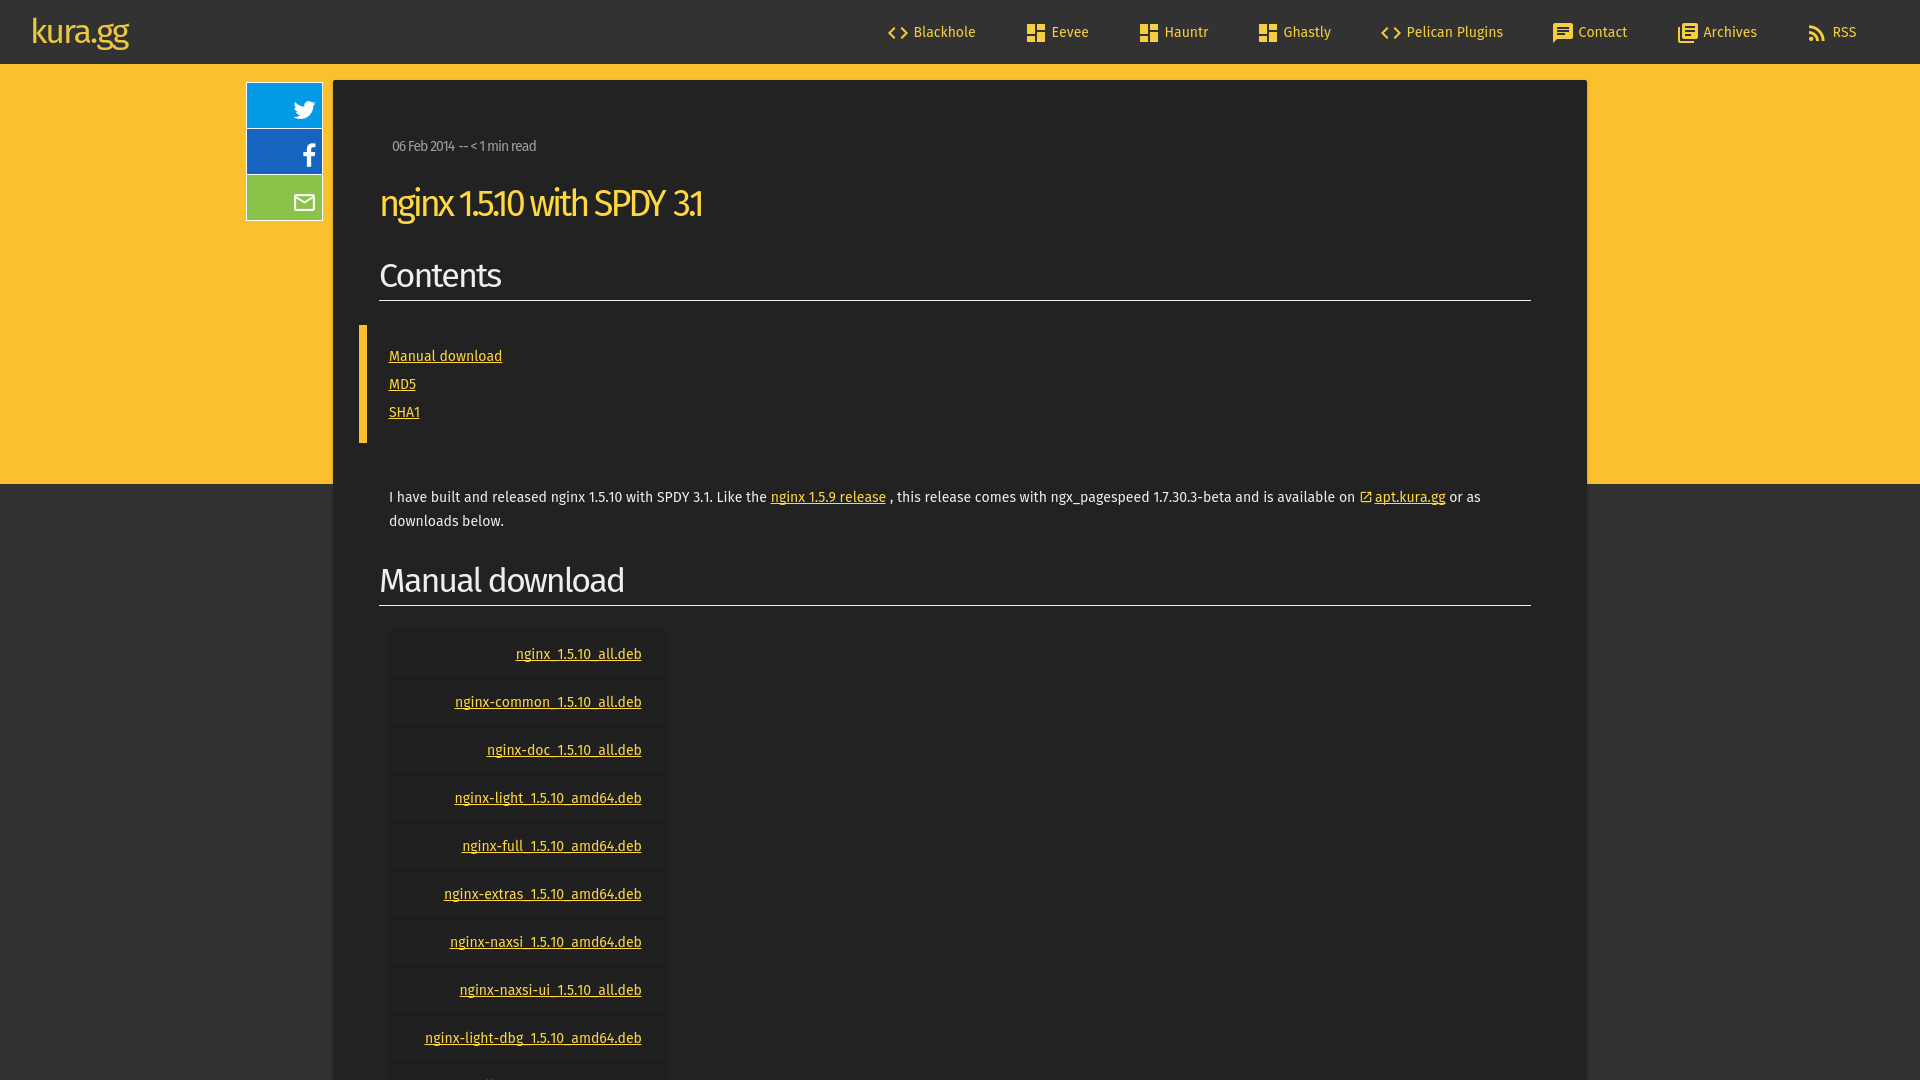 kura.gg
Blackhole
Eevee
Hauntr
Ghastly
Pelican Plugins
Contact
Archives
RSS
06 Feb 2014 -- < 1 min read
nginx 1.5.10 with SPDY 3.1
Contents
Manual download
MD5
SHA1
I have built and released nginx 1.5.10 with SPDY 3.1. Like the nginx 1.5.9 release , this release comes with ngx_pagespeed 1.7.30.3-beta and is available on apt.kura.gg or as
downloads below.
Manual download
nginx_1.5.10_all.deb
nginx-common_1.5.10_all.deb
nginx-doc_1.5.10_all.deb
nginx-light_1.5.10_amd64.deb
nginx-full_1.5.10_amd64.deb
nginx-extras_1.5.10_amd64.deb
nginx-naxsi_1.5.10_amd64.deb
nginx-naxsi-ui_1.5.10_all.deb
nginx-light-dbg_1.5.10_amd64.deb